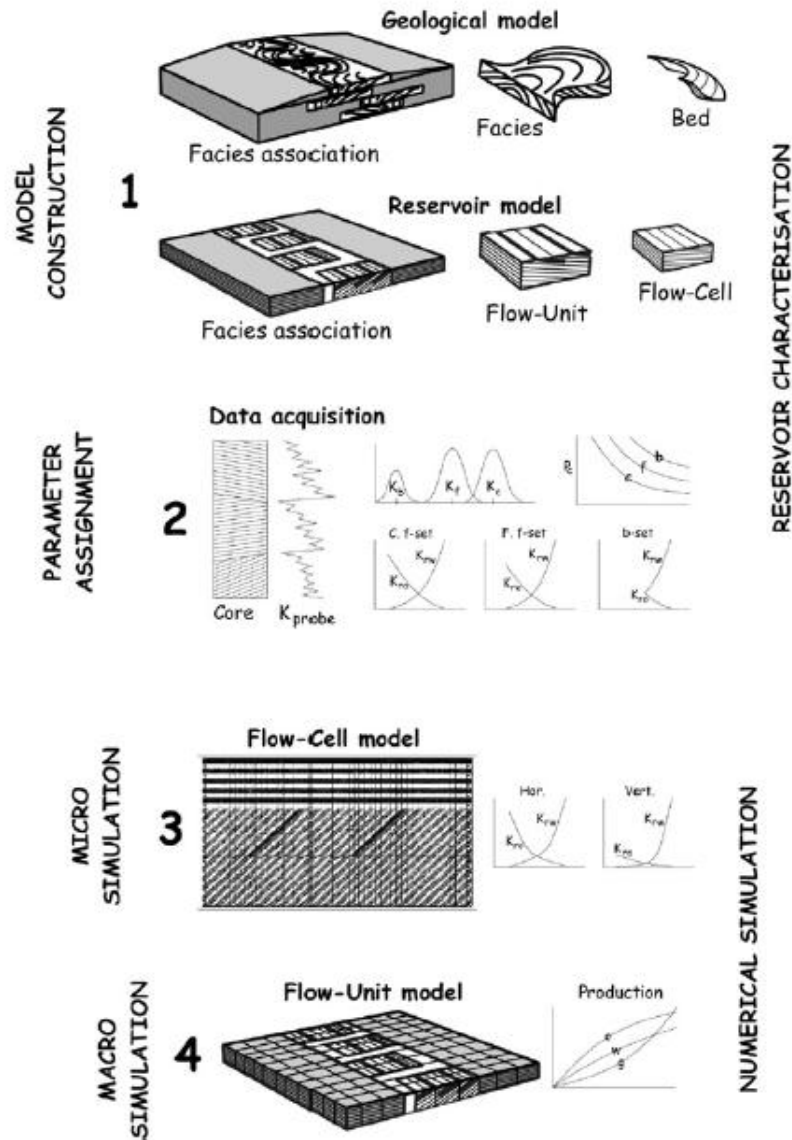 Geological model
Facies association
Facies
Bed
MODEL
CONSTRUCTION
1
Reservoir model
Facies association
Flow-Unit
Flow-Cell
RESERVOIR CHARACTERISATION
PARAMETER
ASSIGNMENT
2
Data acquisition
Core
Kprobe
Kb
Kf
Kc
Pc
b
f
c
C. f-set
Krw
Kro
F. f-set
Krw
Kro
b-set
Krw
Kro
MICRO
SIMULATION
3
Flow-Cell model
Hor.
Krw
Kro
Vert.
Krw
Kro
NUMERICAL SIMULATION
MACRO
SIMULATION
4
Flow-Unit model
Production
o
w
g